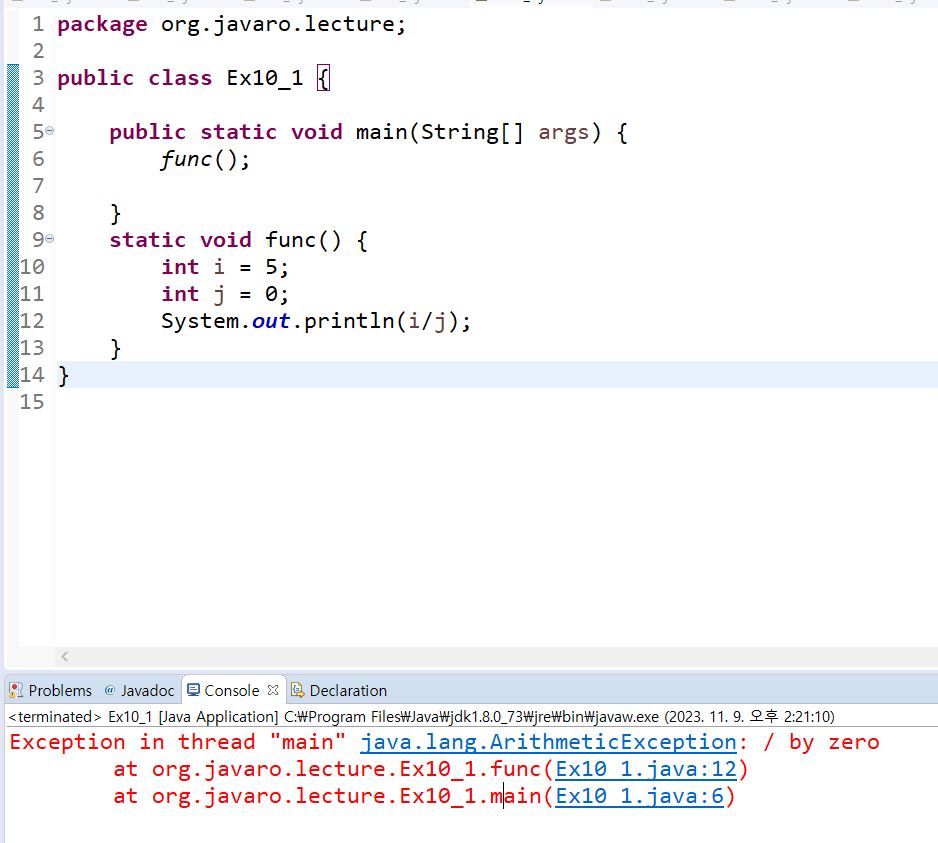 1 package org.javaro.lecture;
2
3 public class Ex10_1 {
4
5 public static void main(String[] args) {
6 func();
7
8 }
9 static void func() {
10 int i = 5;
11 int j = 0;
12 System.out.println(i/j);
13 }
14 }
15
Problems @ Javadoc Console Declaration
<terminated> Ex10_1 [Java Application] C:₩Program Files₩Java₩jdk1.8.0_73₩jre₩bin₩javaw.exe (2023. 11. 9. 오후 2:21:10)
Exception in thread "main" java.lang.ArithmeticException: / by zero
at org.javaro.lecture.Ex10_1.func(Ex10_1.java:12)
at org.javaro.lecture.Ex10_1.main(Ex10_1.java:6)